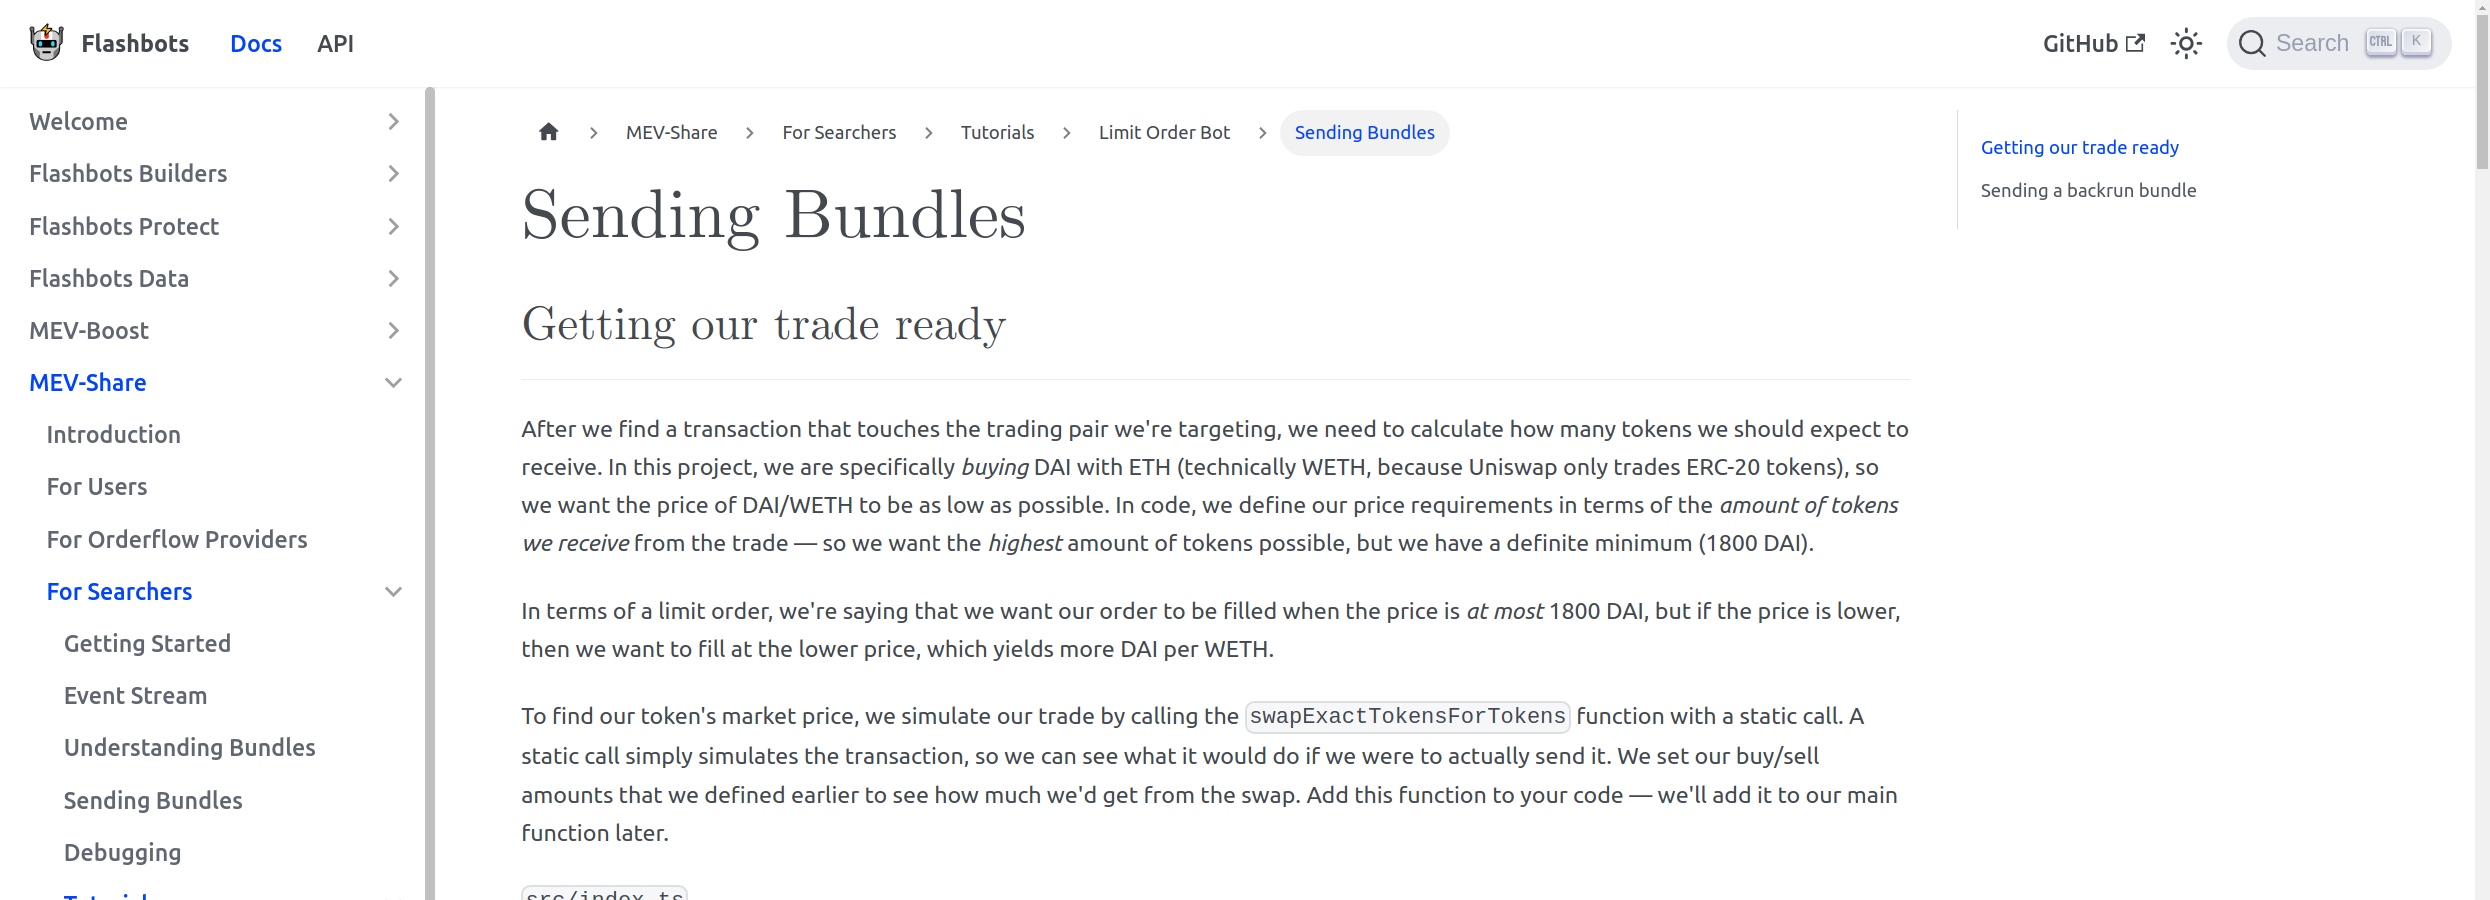 Flashbots
Docs
API
GitHub
Search
CTRL
K
Welcome
Flashbots Builders
Flashbots Protect
Flashbots Data
MEV-Boost
MEV-Share
Introduction
For Users
For Orderflow Providers
For Searchers
Getting Started
Event Stream
Understanding Bundles
Sending Bundles
Debugging
MEV-Share
For Searchers
Tutorials
Limit Order Bot
Sending Bundles
Sending Bundles
Getting our trade ready
After we find a transaction that touches the trading pair we're targeting, we need to calculate how many tokens we should expect to
receive. In this project, we are specifically buying DAI with ETH (technically WETH, because Uniswap only trades ERC-20 tokens), so
we want the price of DAI/WETH to be as low as possible. In code, we define our price requirements in terms of the amount of tokens
we receive from the trade — so we want the highest amount of tokens possible, but we have a definite minimum (1800 DAI).
In terms of a limit order, we're saying that we want our order to be filled when the price is at most 1800 DAI, but if the price is lower,
then we want to fill at the lower price, which yields more DAI per WETH.
To find our token's market price, we simulate our trade by calling the swapExactTokensForTokens function with a static call. A
static call simply simulates the transaction, so we can see what it would do if we were to actually send it. We set our buy/sell
amounts that we defined earlier to see how much we'd get from the swap. Add this function to your code — we'll add it to our main
function later.
src/index.ts
Getting our trade ready
Sending a backrun bundle